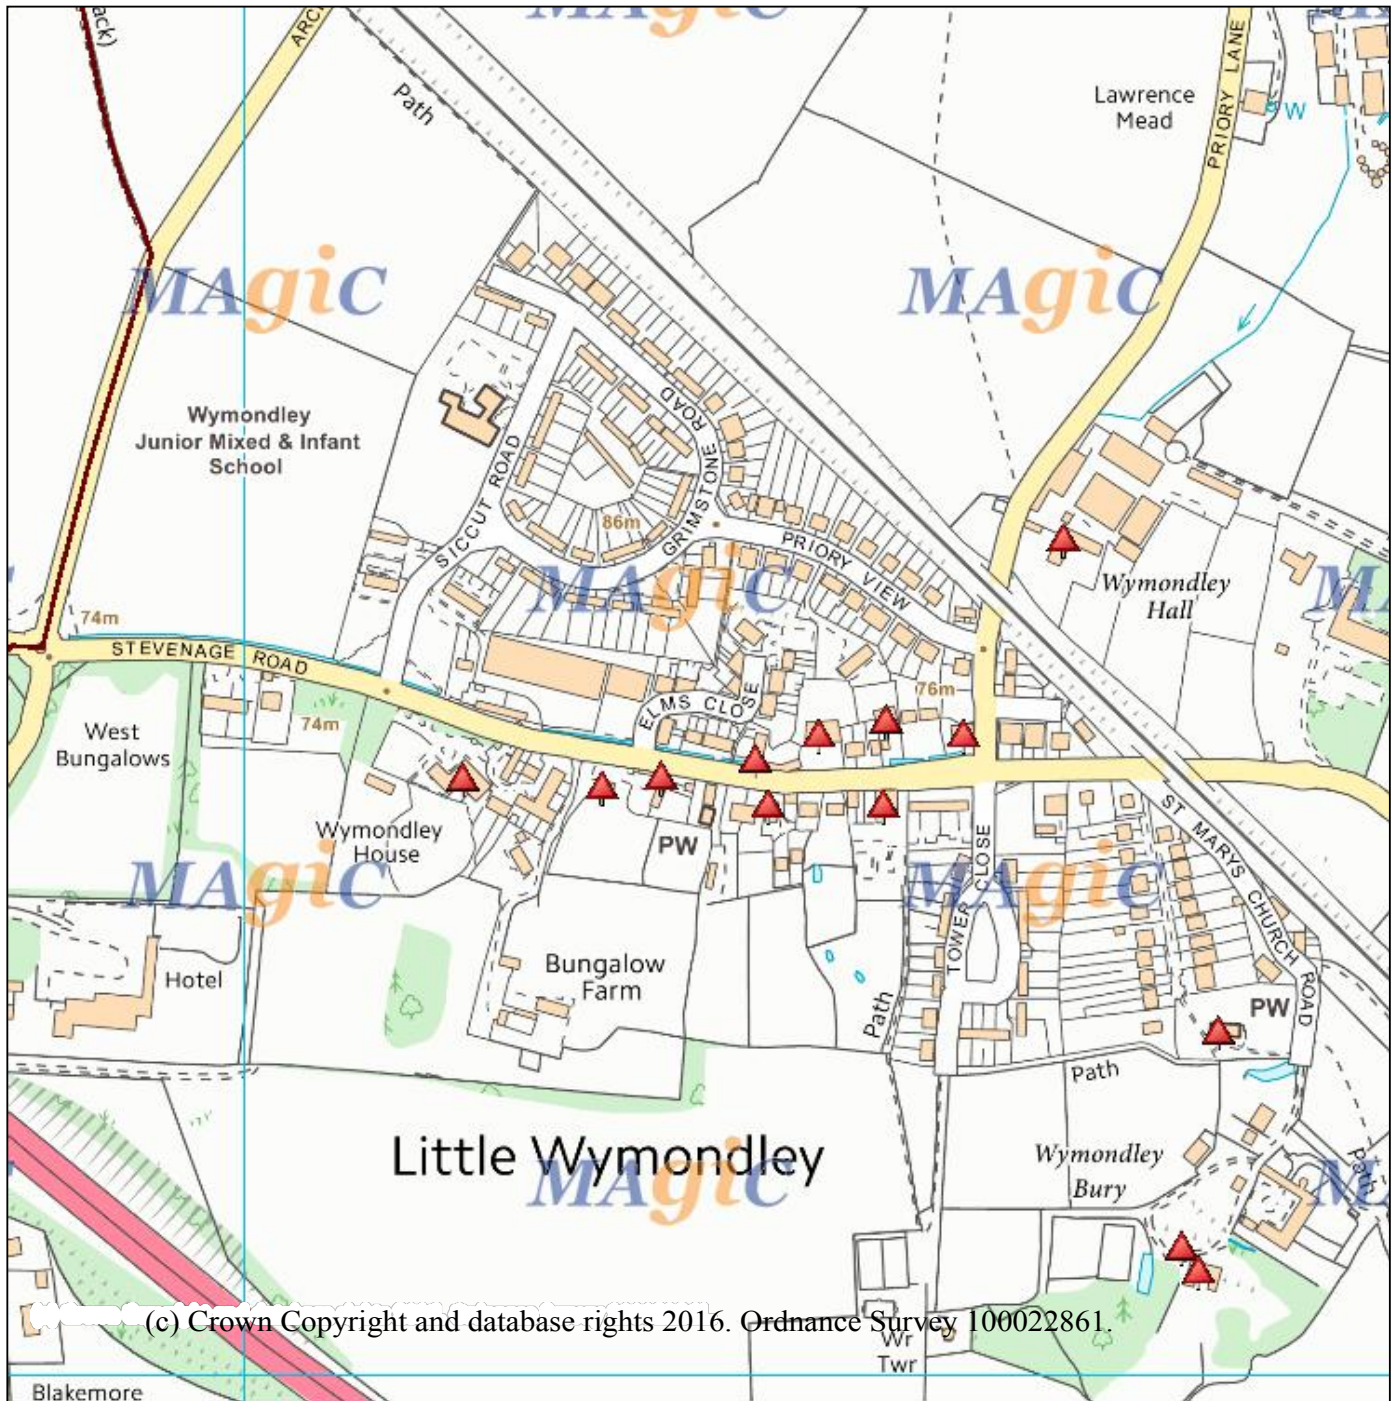 ack)
ARC
Path
PRIORY LANE
Lawrence
Mead
W
MAgiC
MAgiC
Wymondley
Junior Mixed & Infant
School
SICCUT ROAD
GRIMSTONE ROAD
86m
PRIORY VIEW
MAgiC
Wymondley
Hall
74m
STEVENAGE ROAD
74m
ELMS CLOSE
76m
West
Bungalows
Wymondley
House
PW
TOWER CLOSE
ST MARYS CHURCH ROAD
MAgiC
MAgiC
Hotel
Bungalow
Farm
Path
PW
Path
Little Wymondley
MAgiC
Wymondley
Bury
Path
(c) Crown Copyright and database rights 2016. Ordnance Survey 100022861.
Wr
Twr
Blakemore